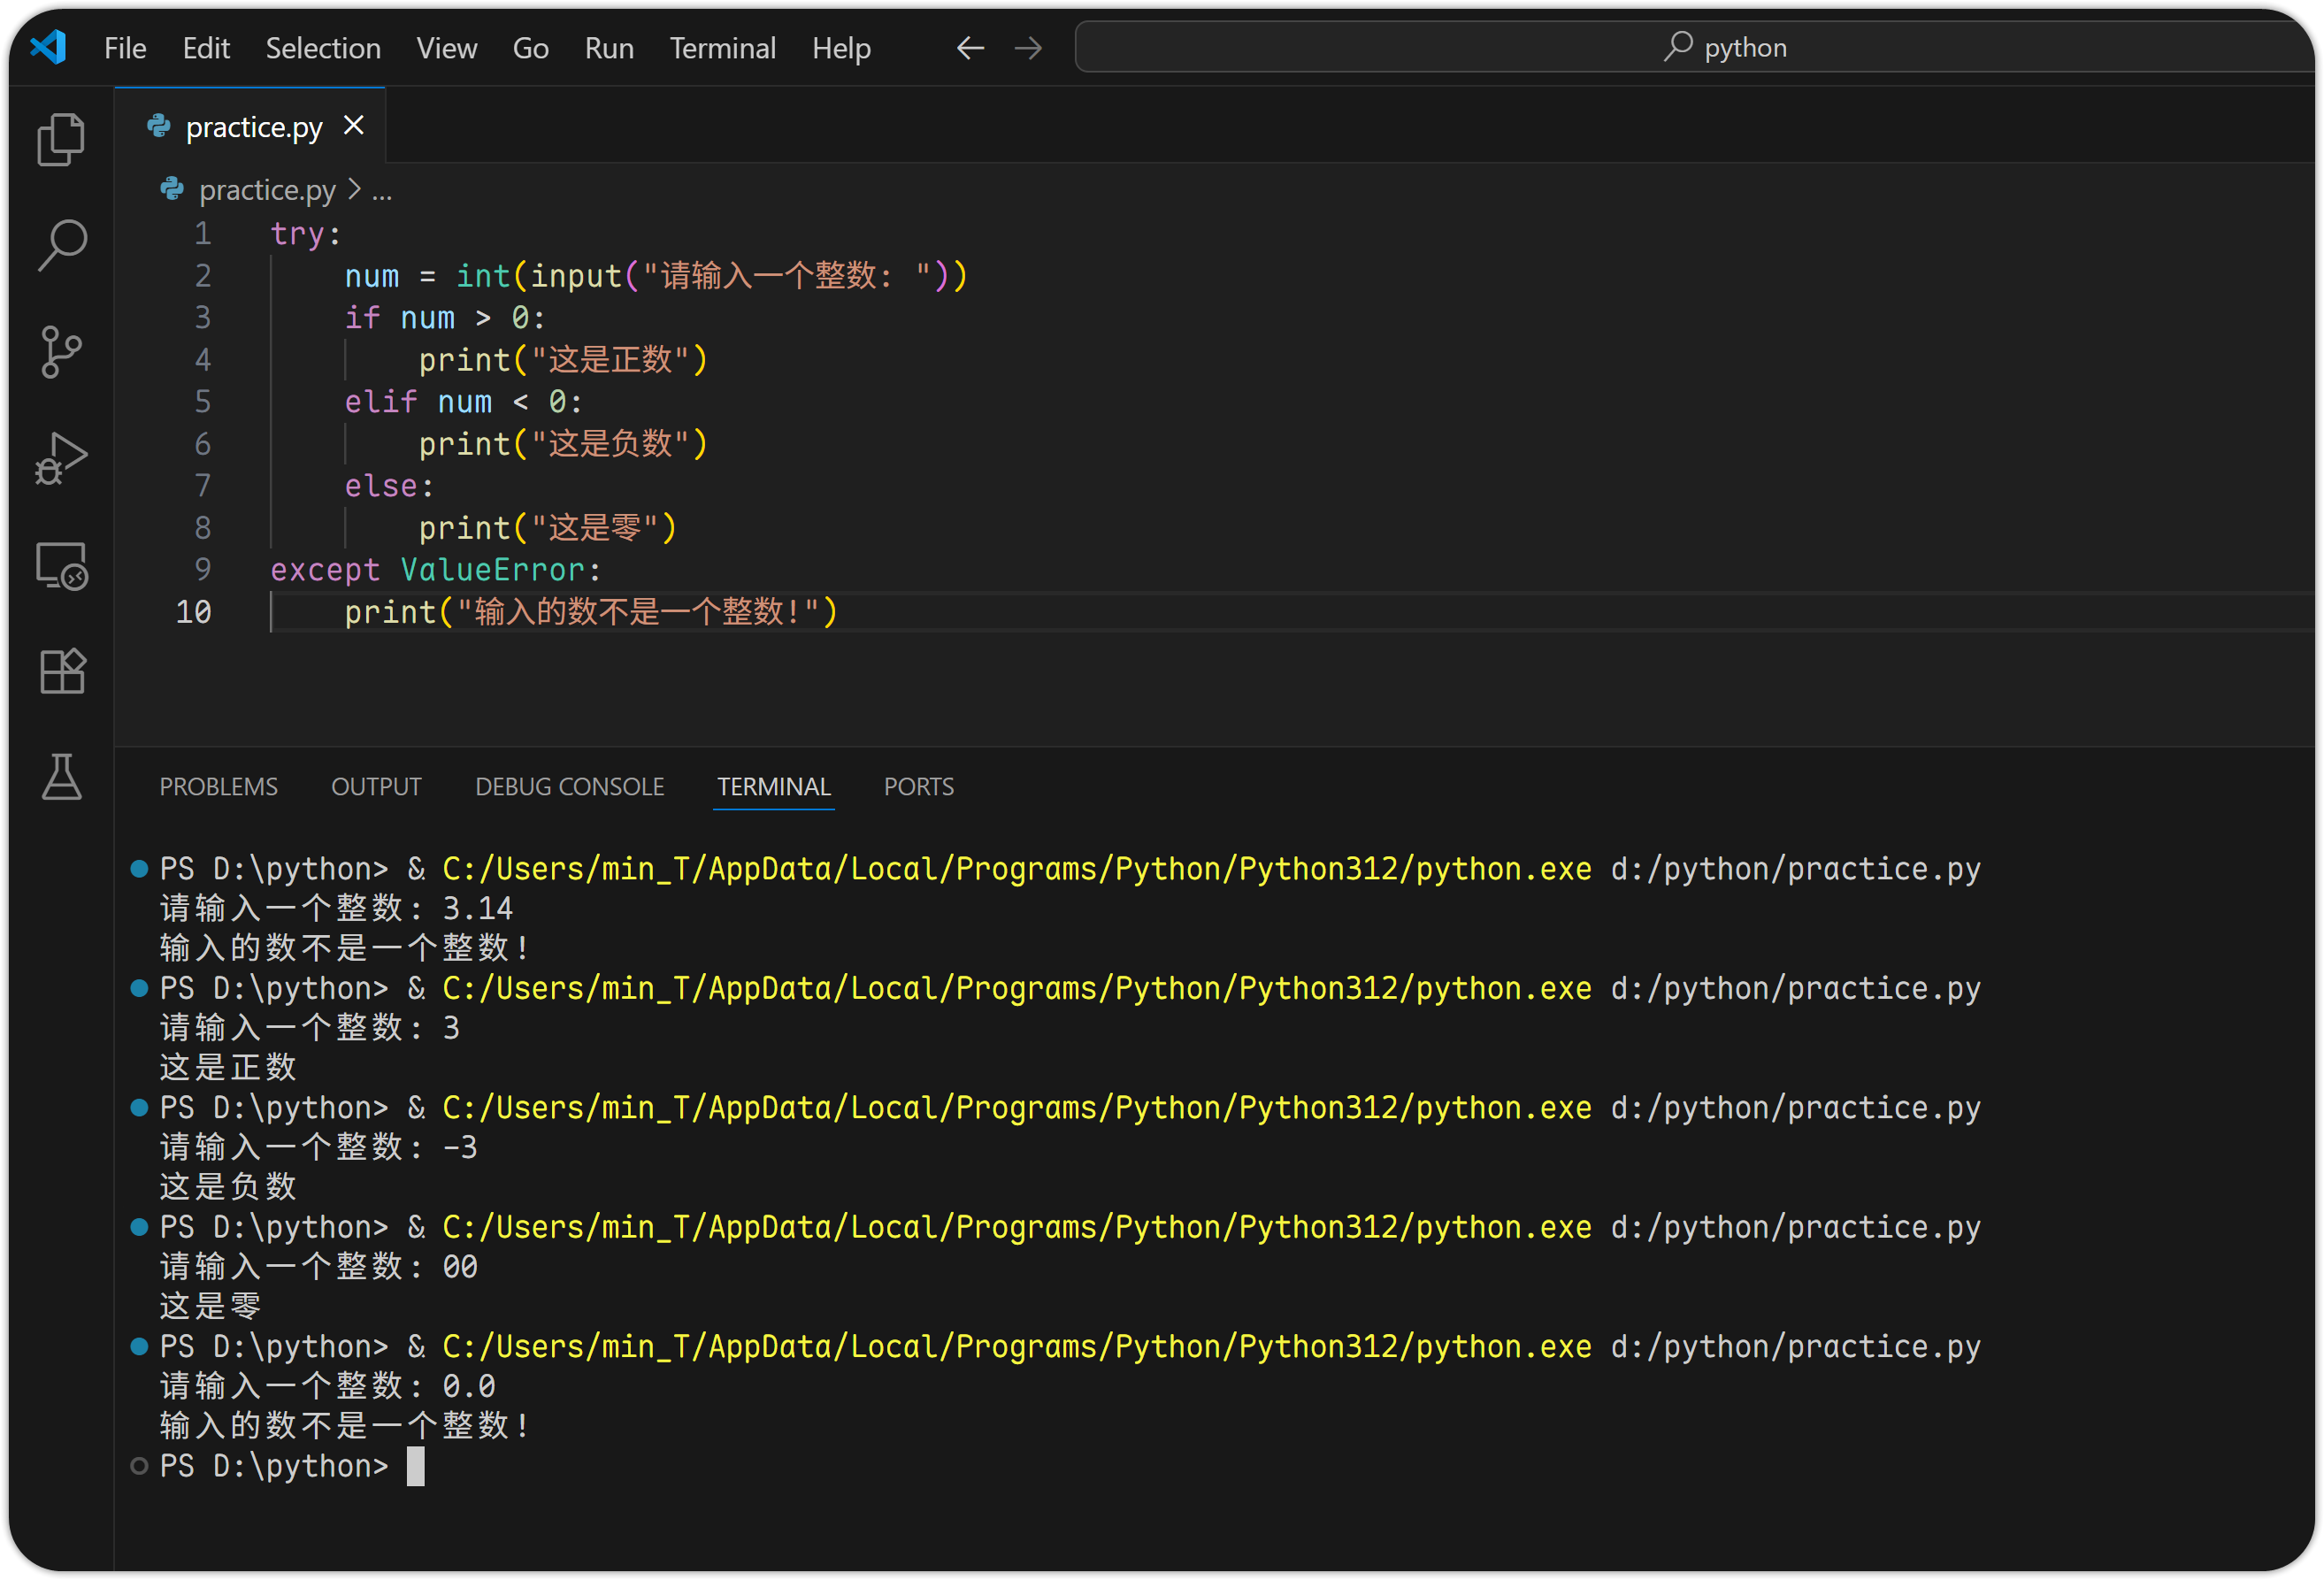 File Edit Selection View Go Run Terminal Help python
practice.py
practice.py > ...
1 try:
2     num = int(input("请输入一个整数: "))
3     if num > 0:
4         print("这是正数")
5     elif num < 0:
6         print("这是负数")
7     else:
8         print("这是零")
9 except ValueError:
10     print("输入的数不是一个整数!")
PROBLEMS OUTPUT DEBUG CONSOLE TERMINAL PORTS
PS D:\python> & C:/Users/min_T/AppData/Local/Programs/Python/Python312/python.exe d:/python/practice.py
请输入一个整数: 3.14
输入的数不是一个整数!
PS D:\python> & C:/Users/min_T/AppData/Local/Programs/Python/Python312/python.exe d:/python/practice.py
请输入一个整数: 3
这是正数
PS D:\python> & C:/Users/min_T/AppData/Local/Programs/Python/Python312/python.exe d:/python/practice.py
请输入一个整数: -3
这是负数
PS D:\python> & C:/Users/min_T/AppData/Local/Programs/Python/Python312/python.exe d:/python/practice.py
请输入一个整数: 00
这是零
PS D:\python> & C:/Users/min_T/AppData/Local/Programs/Python/Python312/python.exe d:/python/practice.py
请输入一个整数: 0.0
输入的数不是一个整数!
PS D:\python>